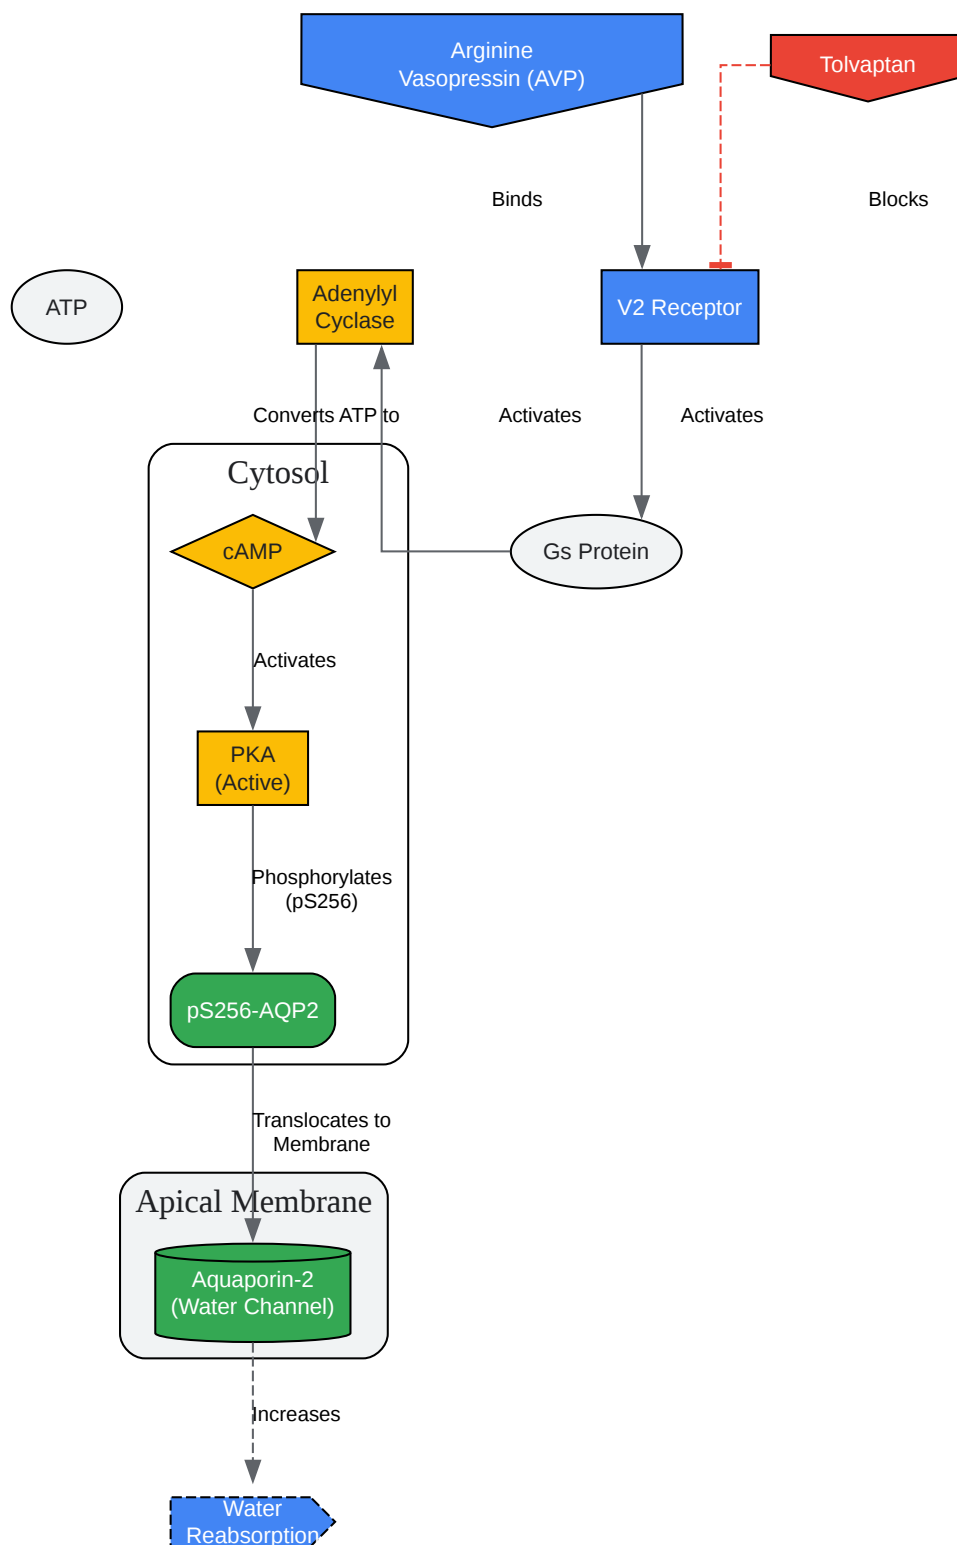 Arginine
Vasopressin (AVP)
Tolvaptan
Binds
Blocks
ATP
Adenylyl
Cyclase
V2 Receptor
Converts ATP to
Activates
Activates
Cytosol
cAMP
Gs Protein
Activates
PKA
(Active)
Phosphorylates
(pS256)
pS256-AQP2
Translocates to
Membrane
Apical Membrane
Aquaporin-2
(Water Channel)
Increases
Water
Reabsorption